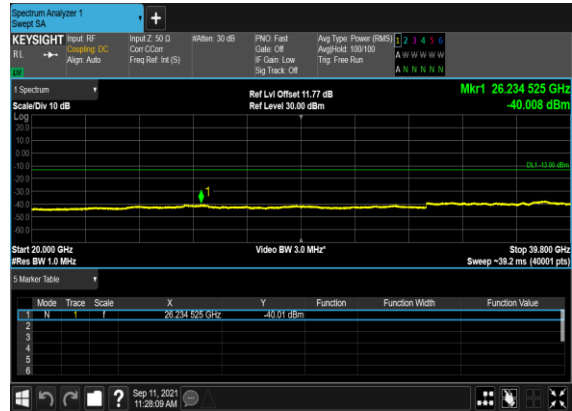 Spectrum Analyzer 1
Swept SA
KEYSIGHT Input: RF Input Z: 50 Ω #Atten: 30 dB PNO: Fast Avg Type: Power (RMS) 1 2 3 4 5 6
RL Coupling: DC Corr CCorr Gate: Off Avg|Hold: 100/100 A W W W W W
Align: Auto Freq Ref: Int (S) IF Gain: Low Trig: Free Run
Sig Track: Off A N N N N N
1 Spectrum Ref Lvl Offset 11.77 dB Mkr1 26.234 525 GHz
Scale/Div 10 dB Ref Level 30.00 dBm -40.008 dBm
Log
20.0
10.0
0.00
-10.0 DL1 -13.00 dBm
-20.0
-30.0
1
-40.0
-50.0
-60.0
Start 20.000 GHz Video BW 3.0 MHz* Stop 39.800 GHz
#Res BW 1.0 MHz Sweep ~39.2 ms (40001 pts)
5 Marker Table
Mode Trace Scale X Y Function Function Width Function Value
1 N 1 f 26.234 525 GHz -40.01 dBm
2
3
4
5
6
? Sep 11, 2021
11:28:09 AM